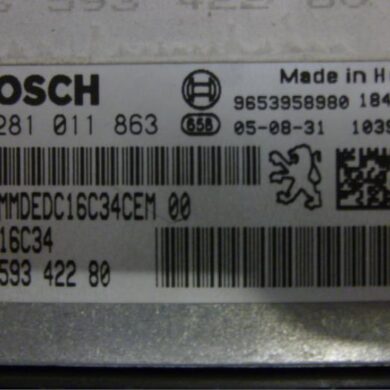 593 422 80
OSCH
Made in H
9653958980 184
281 011 863
658
05-08-31 1039
MMDEDC16C34CEM 00
16C34
593 422 80